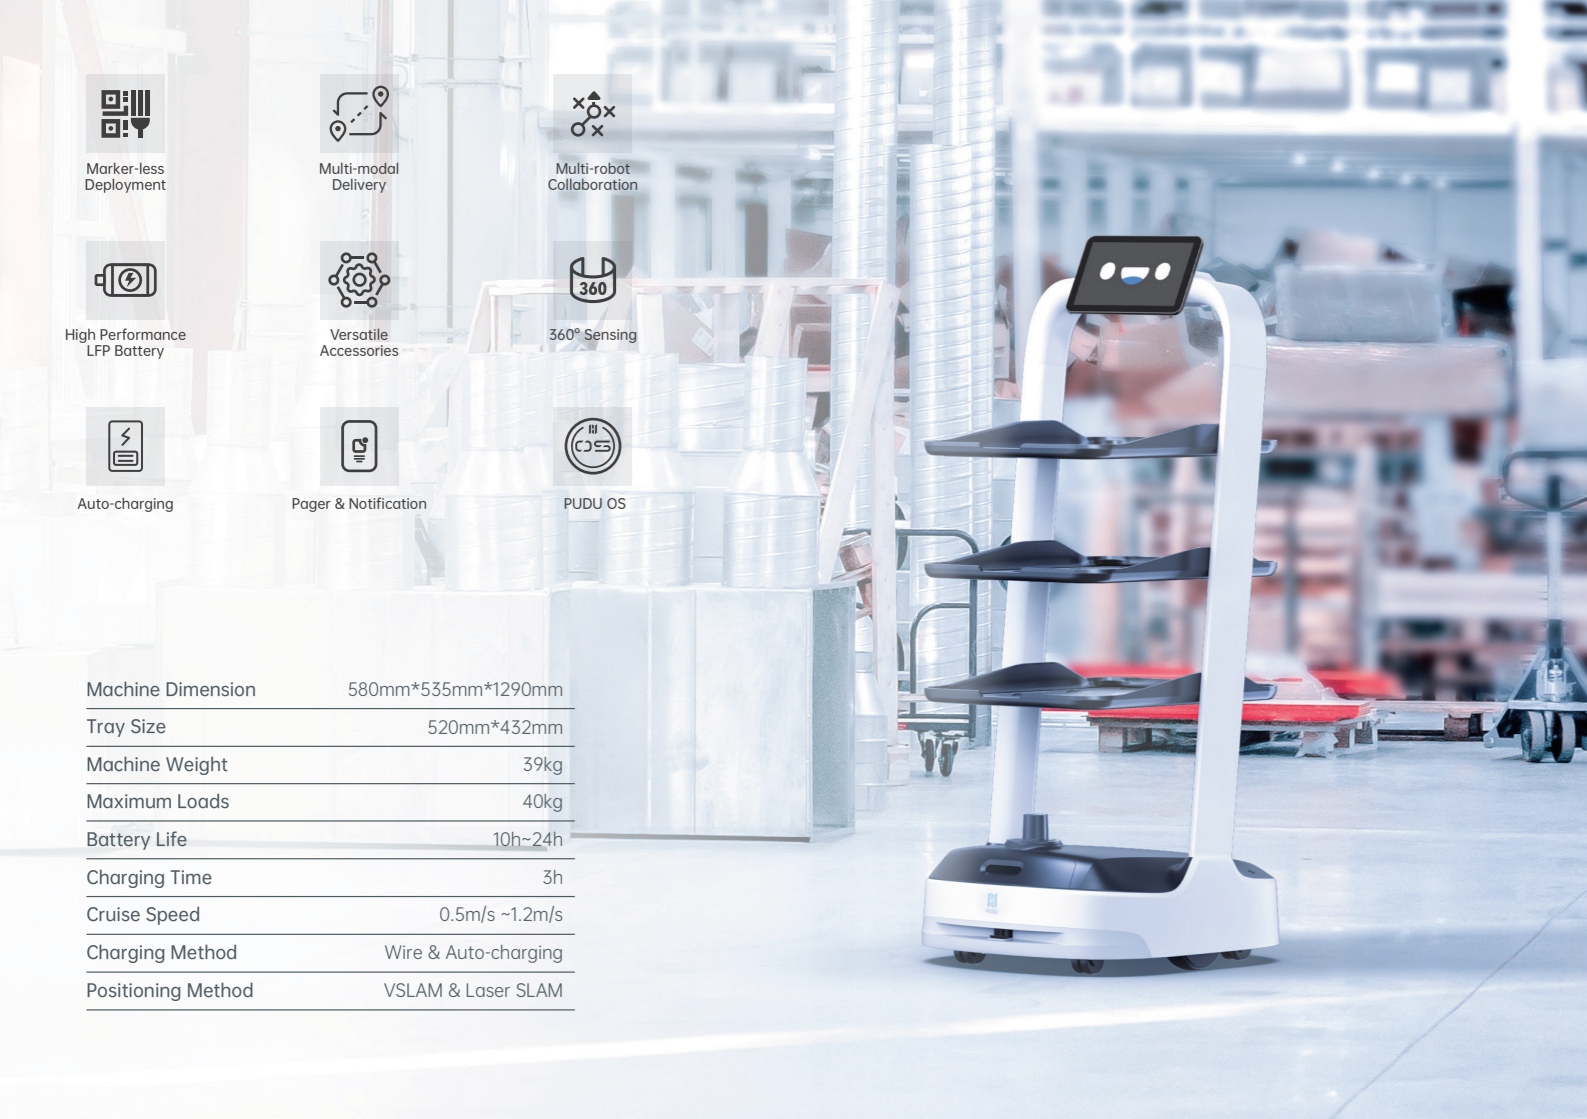 Marker-less
Deployment
Multi-modal
Delivery
Multi-robot
Collaboration
360
High Performance
LFP Battery
Versatile
Accessories
360° Sensing
OS
Auto-charging
Pager & Notification
PUDU OS
Machine Dimension 580mm*535mm*1290mm
Tray Size 520mm*432mm
Machine Weight 39kg
Maximum Loads 40kg
Battery Life 10h~24h
Charging Time 3h
Cruise Speed 0.5m/s ~1.2m/s
Charging Method Wire & Auto-charging
Positioning Method VSLAM & Laser SLAM
PUDU